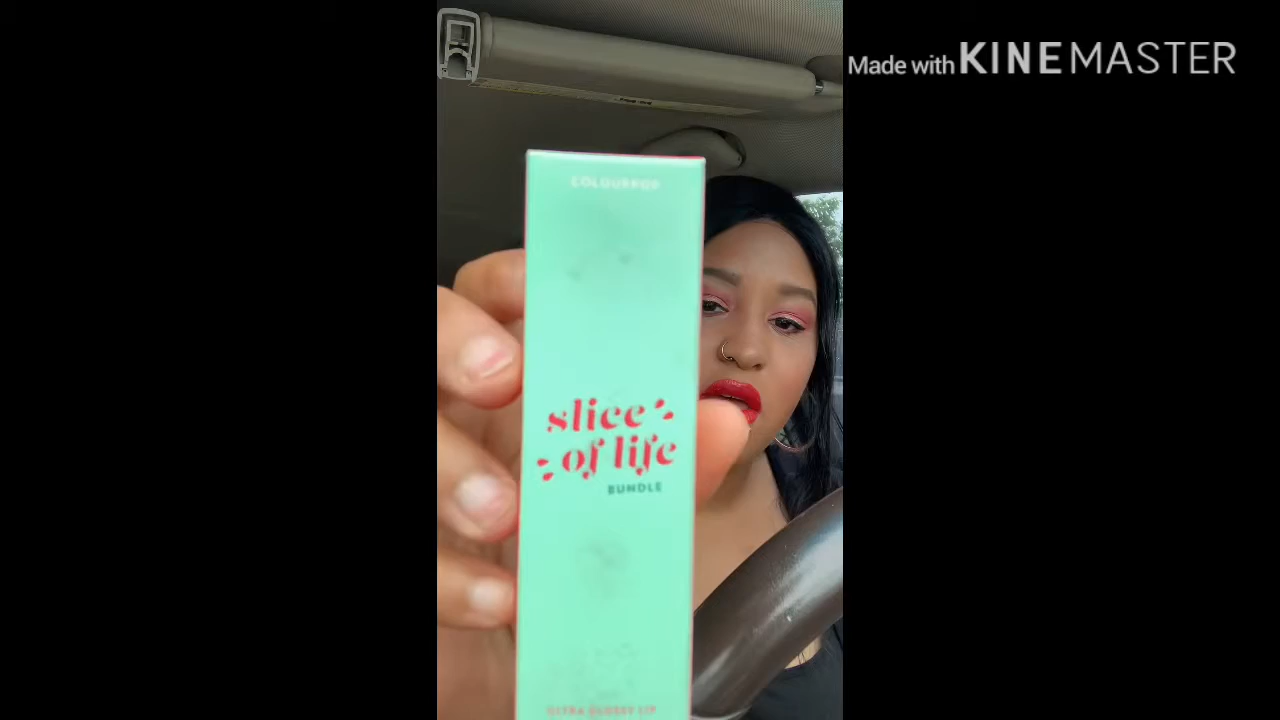 Made with KINEMASTER
COLOURPOP
slice
of life
BUNDLE
ULTRA GLOSSY LIP